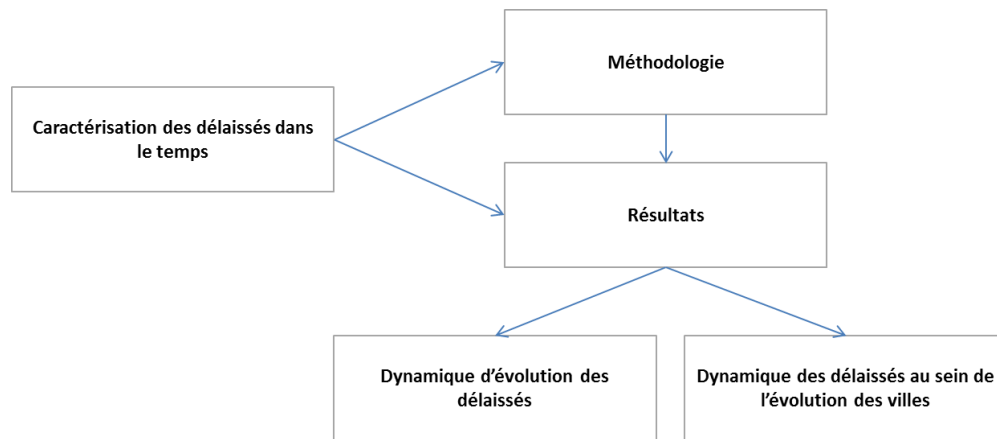 Méthodologie
Caractérisation des délaissés dans
le temps
Résultats
Dynamique d’évolution des
délaissés
Dynamique des délaissés au sein de
l’évolution des villes